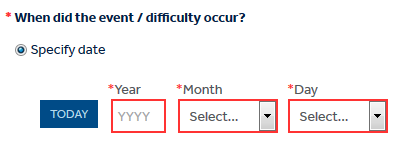 * When did the event / difficulty occur?
Specify date
*Year *Month *Day
TODAY YYYY Select... Select...